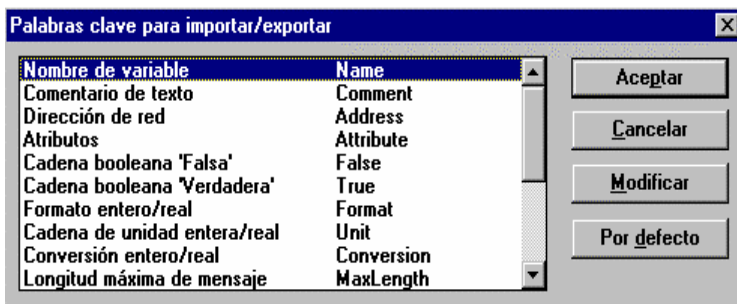 Palabras clave para importar/exportar
Nombre de variable Name
Comentario de texto Comment
Dirección de red Address
Atributos Attribute
Cadena booleana 'Falsa' False
Cadena booleana 'Verdadera' True
Formato entero/real Format
Cadena de unidad entera/real Unit
Conversión entero/real Conversion
Longitud máxima de mensaje MaxLength
Aceptar
Cancelar
Modificar
Por defecto